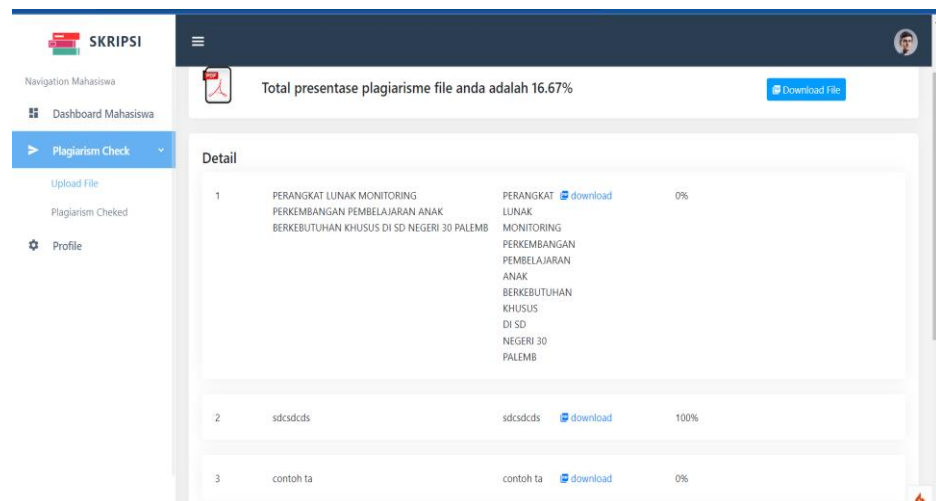 SKRIPSI
Navigation Mahasiswa
Dashboard Mahasiswa
Plagiarism Check
Upload File
Plagiarism Cheked
Profile
PDF
Total presentase plagiarisme file anda adalah 16.67%
Download File
Detail
1
PERANGKAT LUNAK MONITORING
PERKEMBANGAN PEMBELAJARAN ANAK
BERKEBUTUHAN KHUSUS DI SD NEGERI 30 PALEMB
PERANGKAT
LUNAK
MONITORING
PERKEMBANGAN
PEMBELAJARAN
ANAK
BERKEBUTUHAN
KHUSUS
DI SD
NEGERI 30
PALEMB
download
0%
2
sdcsdcds
sdcsdcds
download
100%
3
contoh ta
contoh ta
download
0%